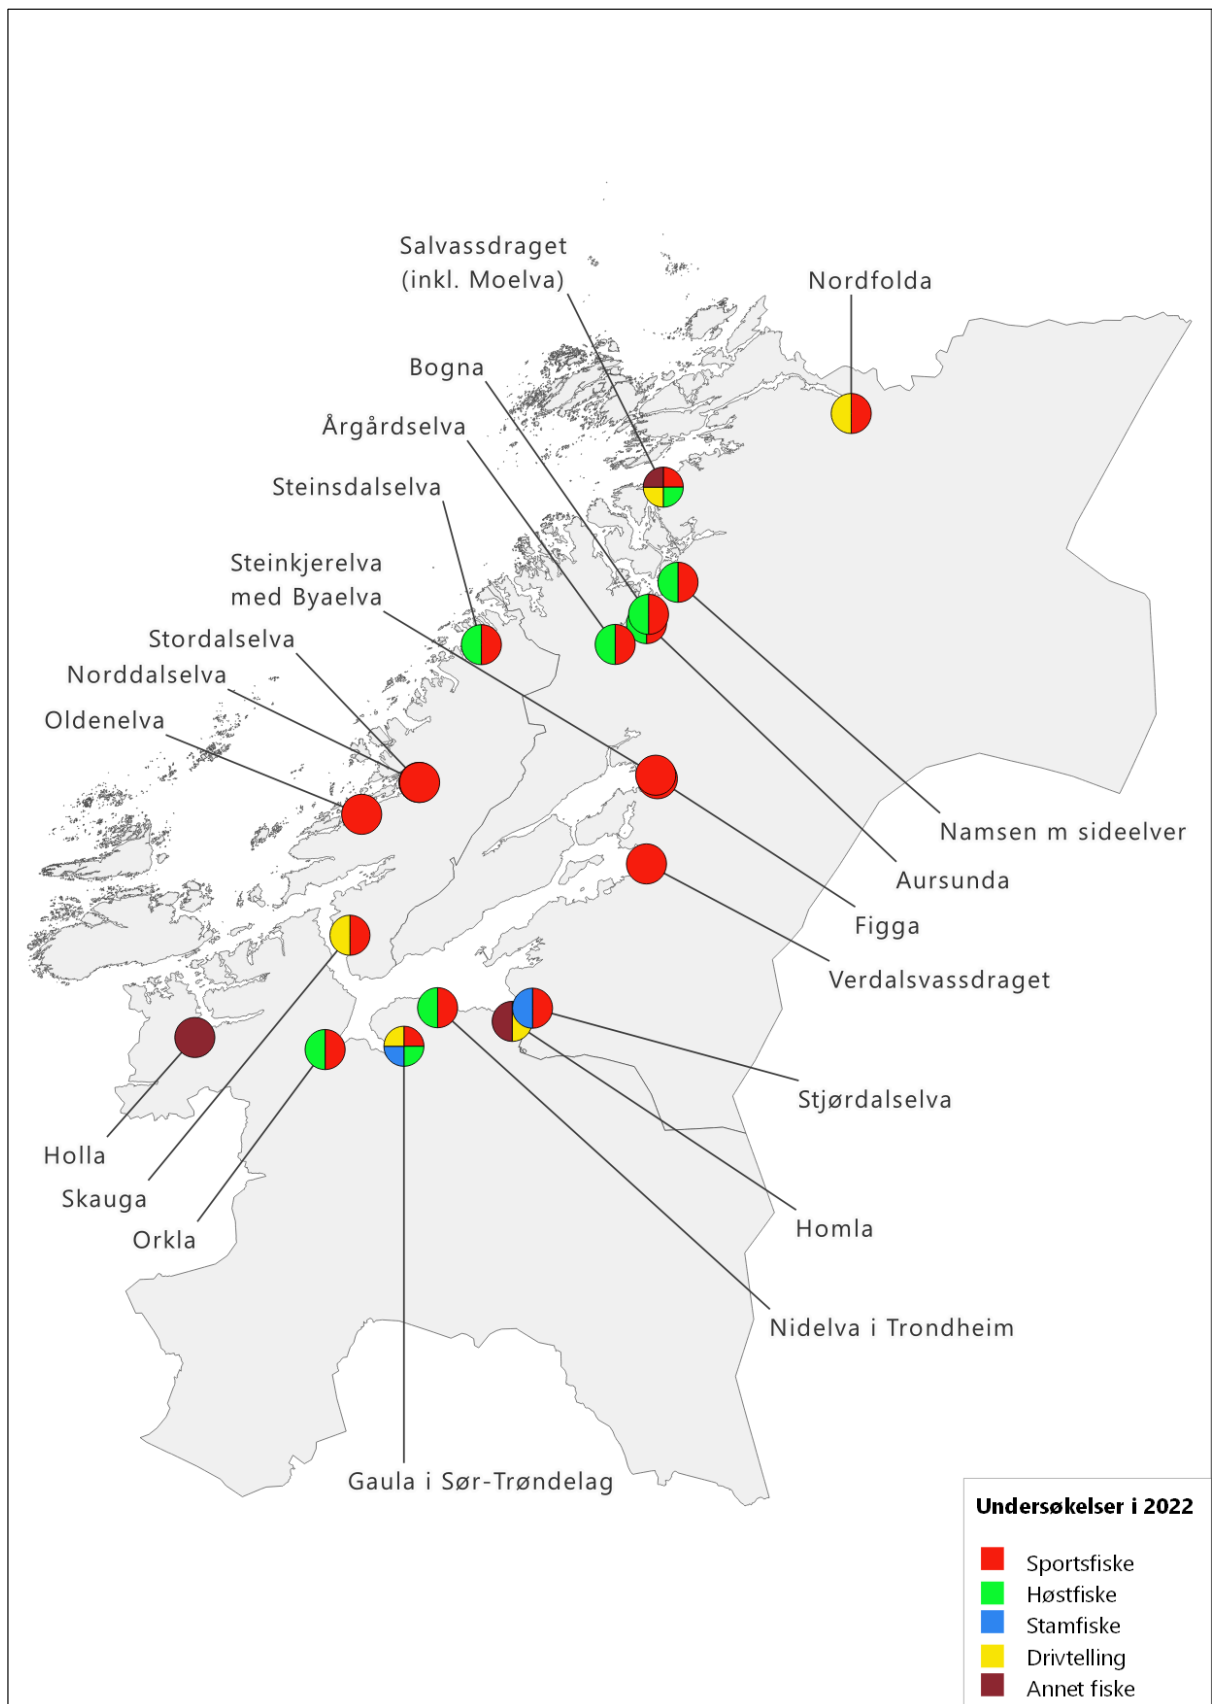 Salvassdraget
(inkl. Moelva)
Nordfolda
Bogna
Årgårdselva
Steinsdalselva
Steinkjerelva
med Byaelva
Stordalselva
Norddalselva
Oldenelva
Namsen m sideelver
Aursunda
Figga
Verdalsvassdraget
Stjørdalselva
Holla
Skauga
Orkla
Homla
Nidelva i Trondheim
Gaula i Sør-Trøndelag
Undersøkelser i 2022
Sportsfiske
Høstfiske
Stamfiske
Drivtelling
Annet fiske